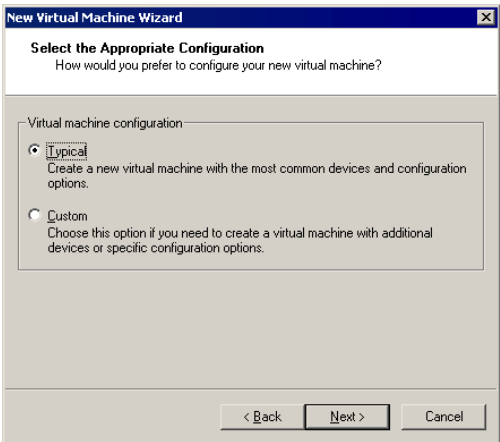 New Virtual Machine Wizard
Select the Appropriate Configuration
How would you prefer to configure your new virtual machine?
Virtual machine configuration
Typical
Create a new virtual machine with the most common devices and configuration
options.
Custom
Choose this option if you need to create a virtual machine with additional
devices or specific configuration options.
< Back Next > Cancel